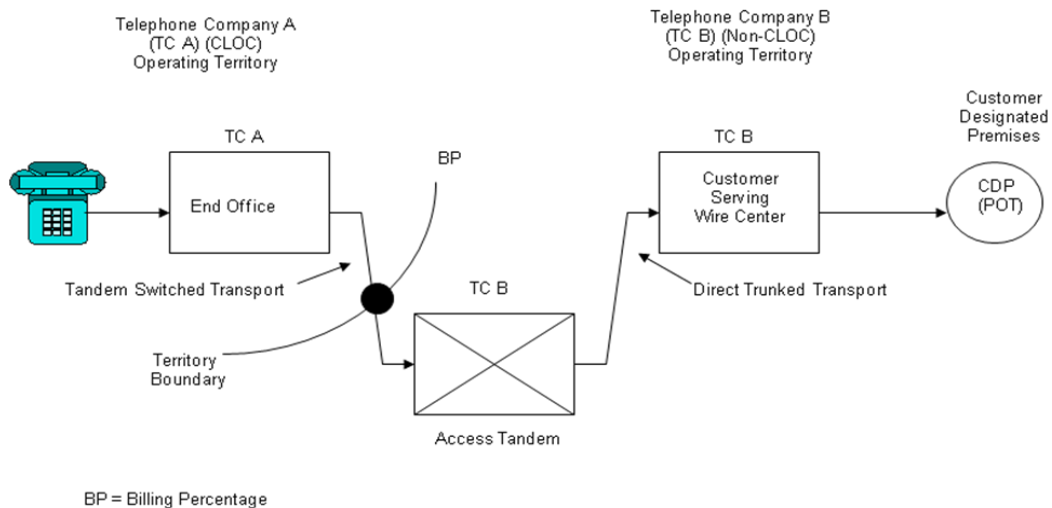 Telephone Company A
(TC A) (CLOC)
Operating Territory
Telephone Company B
(TC B) (Non-CLOC)
Operating Territory
Customer
Designated
Premises
TC A
BP
TC B
End Office
Customer
Serving
Wire Center
CDP
(POT)
Tandem Switched Transport
TC B
Direct Trunked Transport
Territory
Boundary
Access Tandem
BP = Billing Percentage